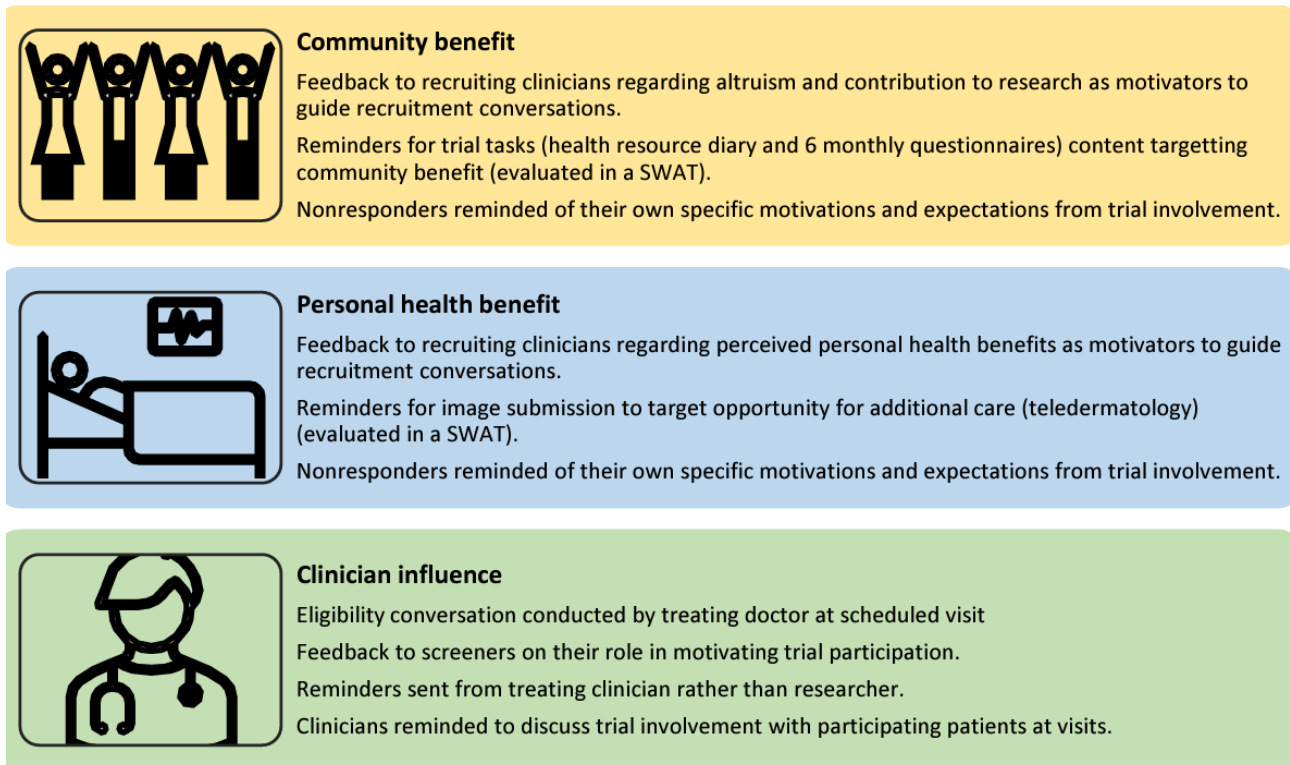 Community benefit
Feedback to recruiting clinicians regarding altruism and contribution to research as motivators to
guide recruitment conversations.
Reminders for trial tasks (health resource diary and 6 monthly questionnaires) content targetting
community benefit (evaluated in a SWAT).
Nonresponders reminded of their own specific motivations and expectations from trial involvement.
Personal health benefit
Feedback to recruiting clinicians regarding perceived personal health benefits as motivators to guide
recruitment conversations.
Reminders for image submission to target opportunity for additional care (teledermatology)
(evaluated in a SWAT).
Nonresponders reminded of their own specific motivations and expectations from trial involvement.
Clinician influence
Eligibility conversation conducted by treating doctor at scheduled visit
Feedback to screeners on their role in motivating trial participation.
Reminders sent from treating clinician rather than researcher.
Clinicians reminded to discuss trial involvement with participating patients at visits.